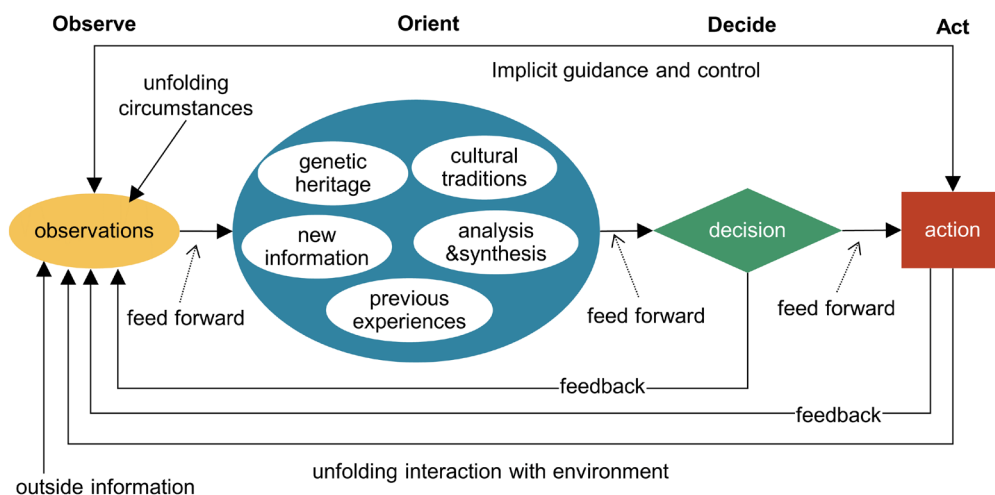 Observe
Orient
Decide
Act
Implicit guidance and control
unfolding
circumstances
genetic
heritage
cultural
traditions
observations
new
information
analysis
&synthesis
previous
experiences
decision
action
feed forward
feed forward
feed forward
feedback
feedback
unfolding interaction with environment
outside information